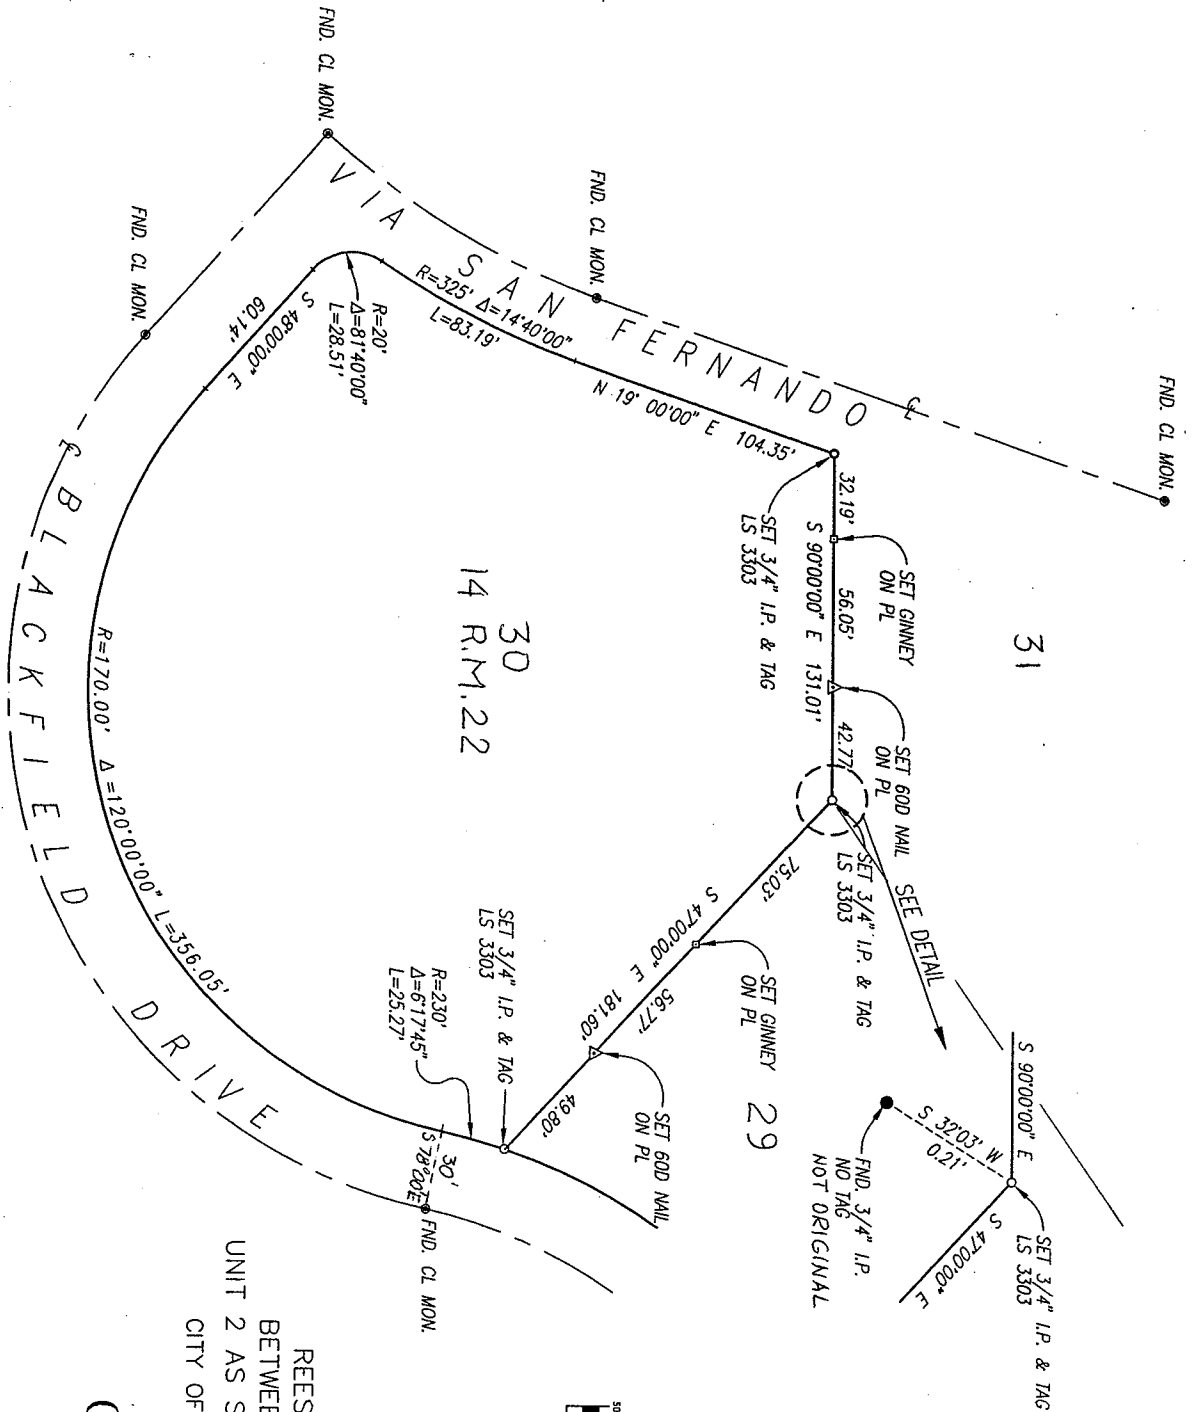 FND. CL MON.
FND. CL MON.
FND. CL MON.
FND. CL MON.
VIA SAN FERNANDO
31
R=325' Δ=14°40'00"
L=83.19'
N 19° 00'00" E 104.35'
R=20'
Δ=81°40'00"
L=28.51'
S 48°00'00" E
60.14'
32.19'
56.05'
42.77'
S 90°00'00" E 131.01'
SET GINNEY
ON PL
SET 60D NAIL
ON PL
SET 3/4" I.P. & TAG
LS 3303
SET 3/4" I.P. & TAG
LS 3303
SEE DETAIL
30
14 R.M. 22
75.03'
S 47°00'00" E 181.60'
56.77'
49.80'
SET GINNEY
ON PL
29
SET 60D NAIL
ON PL
SET 3/4" I.P. & TAG
LS 3303
R=230'
Δ=6°17'45"
L=25.27'
30'
S 78°00'E
FND. CL MON.
R=170.00' Δ=120°00'00" L=356.05'
BLACKFIELD DRIVE
S 90°00'00" E
S 32°03' W
0.21'
S 47°00'00" E
SET 3/4" I.P. & TAG
LS 3303
FND. 3/4" I.P.
NO TAG
NOT ORIGINAL
REES
BETWEE
UNIT 2 AS S
CITY OF